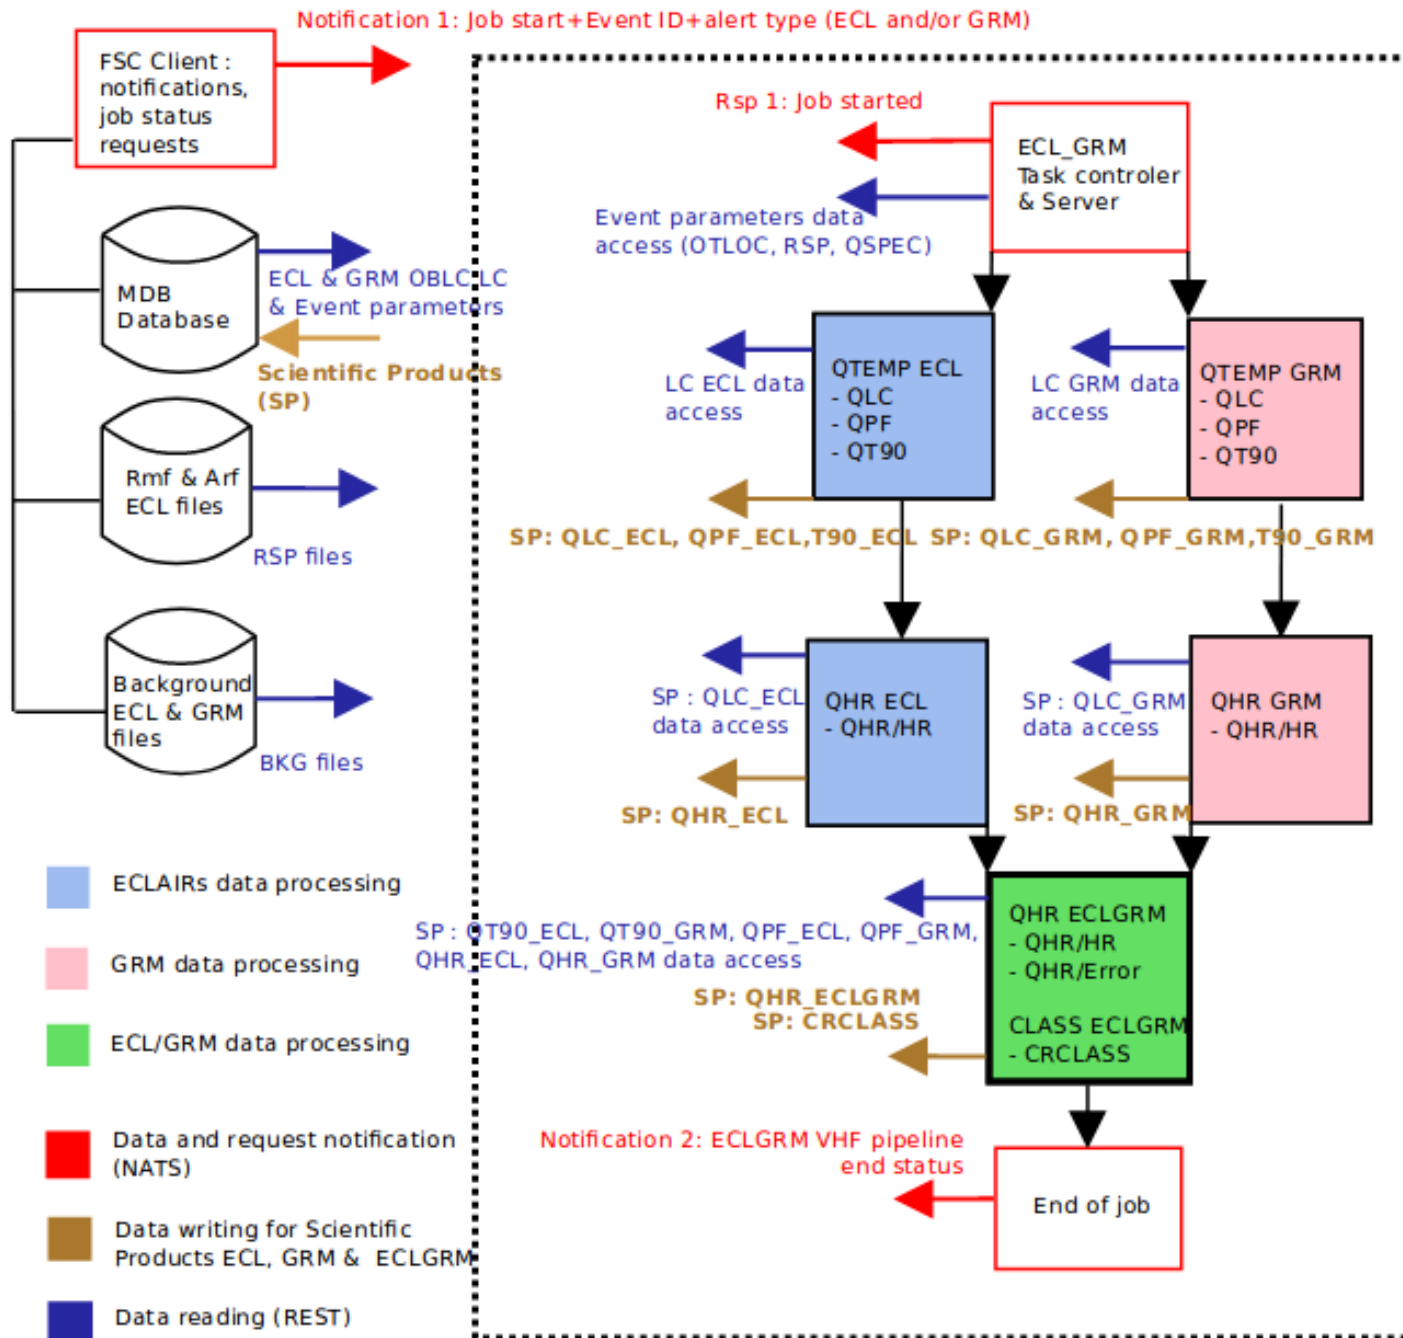 Notification 1: Job start+Event ID+alert type (ECL and/or GRM)
FSC Client :
notifications,
job status
requests
Rsp 1: Job started
ECL_GRM
Task controler
& Server
Event parameters data
access (OTLOC, RSP, QSPEC)
MDB
Database
ECL & GRM OBLC LC
& Event parameters
Scientific Products
(SP)
LC ECL data
access
QTEMP ECL
- QLC
- QPF
- QT90
LC GRM data
access
QTEMP GRM
- QLC
- QPF
- QT90
Rmf & Arf
ECL files
RSP files
SP: QLC_ECL, QPF_ECL,T90_ECL
SP: QLC_GRM, QPF_GRM,T90_GRM
Background
ECL & GRM
files
BKG files
SP : QLC_ECL
data access
QHR ECL
- QHR/HR
SP : QLC_GRM
data access
QHR GRM
- QHR/HR
SP: QHR_ECL
SP: QHR_GRM
SP : QT90_ECL, QT90_GRM, QPF_ECL, QPF_GRM,
QHR_ECL, QHR_GRM data access
QHR ECLGRM
- QHR/HR
- QHR/Error
CLASS ECLGRM
- CRCLASS
SP: QHR_ECLGRM
SP: CRCLASS
Notification 2: ECLGRM VHF pipeline
end status
End of job
ECLAIRs data processing
GRM data processing
ECL/GRM data processing
Data and request notification
(NATS)
Data writing for Scientific
Products ECL, GRM &  ECLGRM
Data reading (REST)